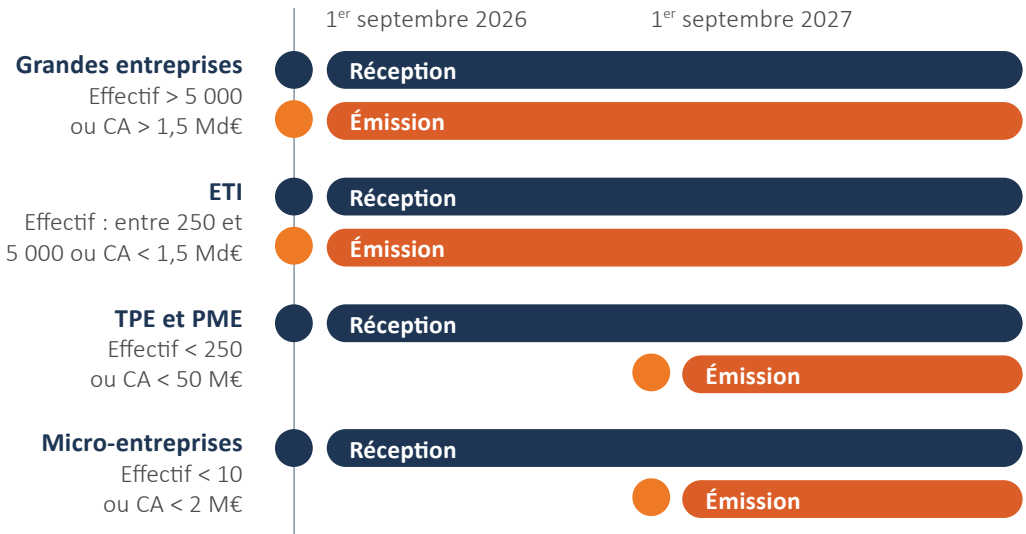 1er septembre 2026
1er septembre 2027
Grandes entreprises
Effectif > 5 000
ou CA > 1,5 Md€
Réception
Émission
ETI
Effectif : entre 250 et
5 000 ou CA < 1,5 Md€
Réception
Émission
TPE et PME
Effectif < 250
ou CA < 50 M€
Réception
Émission
Micro-entreprises
Effectif < 10
ou CA < 2 M€
Réception
Émission